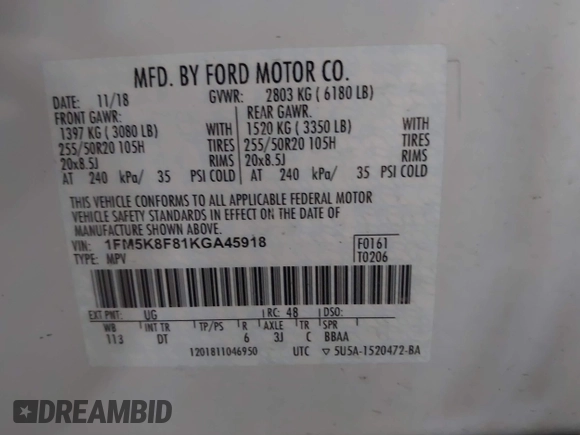 MFD. BY FORD MOTOR CO.
DATE: 11/18 GVWR: 2803 KG ( 6180 LB)
FRONT GAWR: REAR GAWR:
1397 KG ( 3080 LB) WITH 1520 KG ( 3350 LB) WITH
255/50R20 105H TIRES 255/50R20 105H TIRES
20x8.5J RIMS 20x8.5J RIMS
AT 240 kPa/ 35 PSI COLD AT 240 kPa/ 35 PSI COLD
THIS VEHICLE CONFORMS TO ALL APPLICABLE FEDERAL MOTOR
VEHICLE SAFETY STANDARDS IN EFFECT ON THE DATE OF
MANUFACTURE SHOWN ABOVE.
VIN: 1FM5K8F81KGA45918 F0161
TYPE: MPV T0206
EXT PNT: UG RC: 48 DSO:
WB INT TR TP/PS R AXLE TR SPR
113 DT 6 3J C BBAA
1201811046950 UTC ▽ 5U5A-1520472-BA
DREAMBID